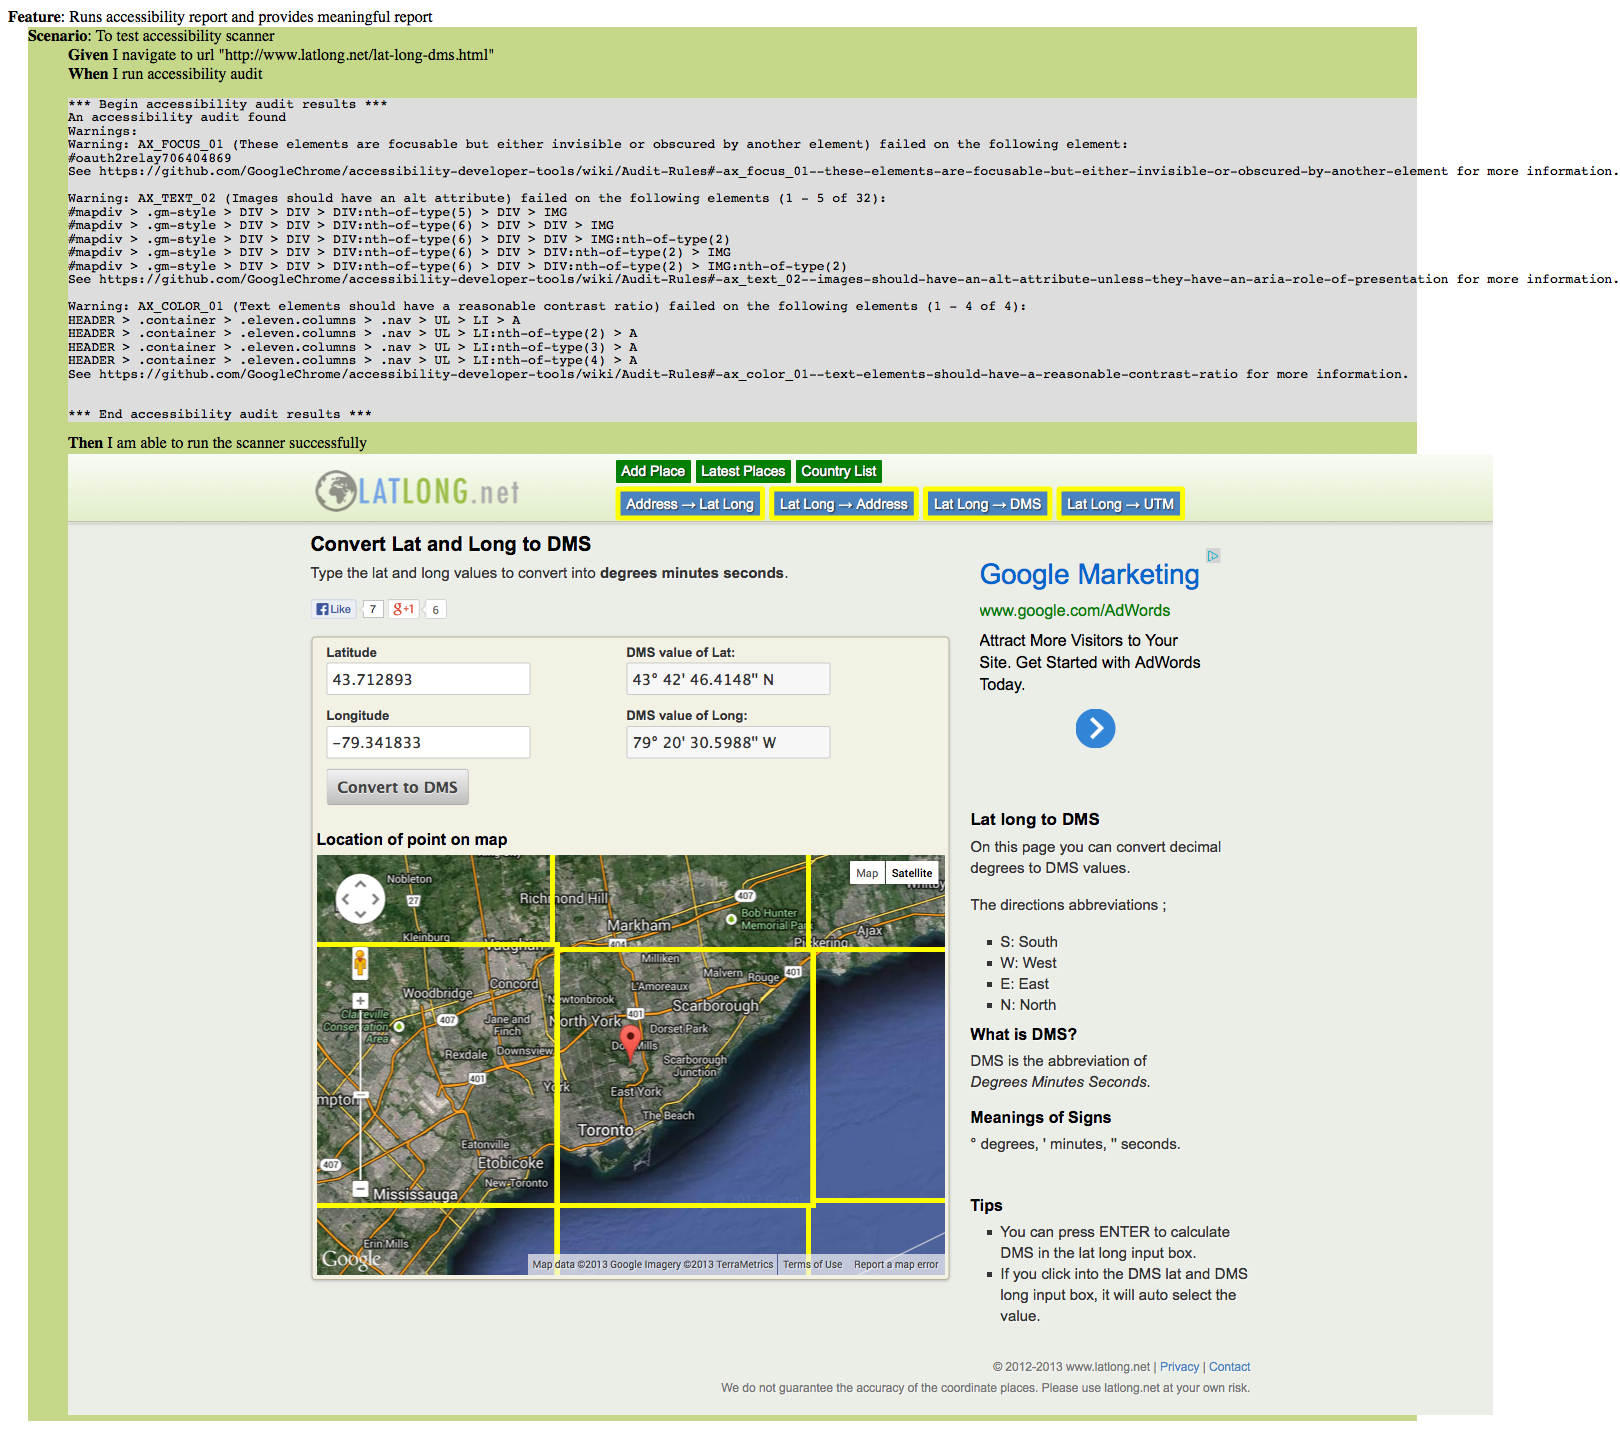 Feature: Runs accessibility report and provides meaningful report
Scenario: To test accessibility scanner
Given I navigate to url "http://www.latlong.net/lat-long-dms.html"
When I run accessibility audit
*** Begin accessibility audit results ***
An accessibility audit found
Warnings:
Warning: AX_FOCUS_01 (These elements are focusable but either invisible or obscured by another element) failed on the following element:
#oauth2relay706404869
See https://github.com/GoogleChrome/accessibility-developer-tools/wiki/Audit-Rules#-ax_focus_01--these-elements-are-focusable-but-either-invisible-or-obscured-by-another-element for more information.
Warning: AX_TEXT_02 (Images should have an alt attribute) failed on the following elements (1 - 5 of 32):
#mapdiv > .gm-style > DIV > DIV > DIV:nth-of-type(5) > DIV > IMG
#mapdiv > .gm-style > DIV > DIV > DIV:nth-of-type(6) > DIV > DIV > IMG
#mapdiv > .gm-style > DIV > DIV > DIV:nth-of-type(6) > DIV > DIV > IMG:nth-of-type(2)
#mapdiv > .gm-style > DIV > DIV > DIV:nth-of-type(6) > DIV > DIV:nth-of-type(2) > IMG
#mapdiv > .gm-style > DIV > DIV > DIV:nth-of-type(6) > DIV > DIV:nth-of-type(2) > IMG:nth-of-type(2)
See https://github.com/GoogleChrome/accessibility-developer-tools/wiki/Audit-Rules#-ax_text_02--images-should-have-an-alt-attribute-unless-they-have-an-aria-role-of-presentation for more information.
Warning: AX_COLOR_01 (Text elements should have a reasonable contrast ratio) failed on the following elements (1 - 4 of 4):
HEADER > .container > .eleven.columns > .nav > UL > LI > A
HEADER > .container > .eleven.columns > .nav > UL > LI:nth-of-type(2) > A
HEADER > .container > .eleven.columns > .nav > UL > LI:nth-of-type(3) > A
HEADER > .container > .eleven.columns > .nav > UL > LI:nth-of-type(4) > A
See https://github.com/GoogleChrome/accessibility-developer-tools/wiki/Audit-Rules#-ax_color_01--text-elements-should-have-a-reasonable-contrast-ratio for more information.
*** End accessibility audit results ***
Then I am able to run the scanner successfully
LATLONG.net
Add Place Latest Places Country List
Address → Lat Long Lat Long → Address Lat Long → DMS Lat Long → UTM
Convert Lat and Long to DMS
Type the lat and long values to convert into degrees minutes seconds.
Like 7 g+1 6
Latitude DMS value of Lat:
43.712893 43° 42' 46.4148" N
Longitude DMS value of Long:
-79.341833 79° 20' 30.5988" W
Convert to DMS
Location of point on map
Map Satellite
Nobleton
27
Richmond Hill
407
Bob Hunter
Memorial Park
Markham
Ajax
Pickering
Whitby
Kleinburg
Vaughan
404
Milliken
Malvern
Rouge
401
Concord
L'Amoreaux
Woodbridge
Newtonbrook
Scarborough
Claireville
Conservation
Area
407
Jane and
Finch
North York
401
Dorset Park
Don Mills
Rexdale
Downsview
Scarborough
Junction
401
York
East York
mpton
The Beach
Toronto
Eatonville
Etobicoke
407
New Toronto
Mississauga
Erin Mills
Google
Map data ©2013 Google Imagery ©2013 TerraMetrics Terms of Use Report a map error
Google Marketing
www.google.com/AdWords
Attract More Visitors to Your
Site. Get Started with AdWords
Today.
Lat long to DMS
On this page you can convert decimal
degrees to DMS values.
The directions abbreviations ;
S: South
W: West
E: East
N: North
What is DMS?
DMS is the abbreviation of
Degrees Minutes Seconds.
Meanings of Signs
° degrees, ' minutes, " seconds.
Tips
You can press ENTER to calculate
DMS in the lat long input box.
If you click into the DMS lat and DMS
long input box, it will auto select the
value.
© 2012-2013 www.latlong.net | Privacy | Contact
We do not guarantee the accuracy of the coordinate places. Please use latlong.net at your own risk.